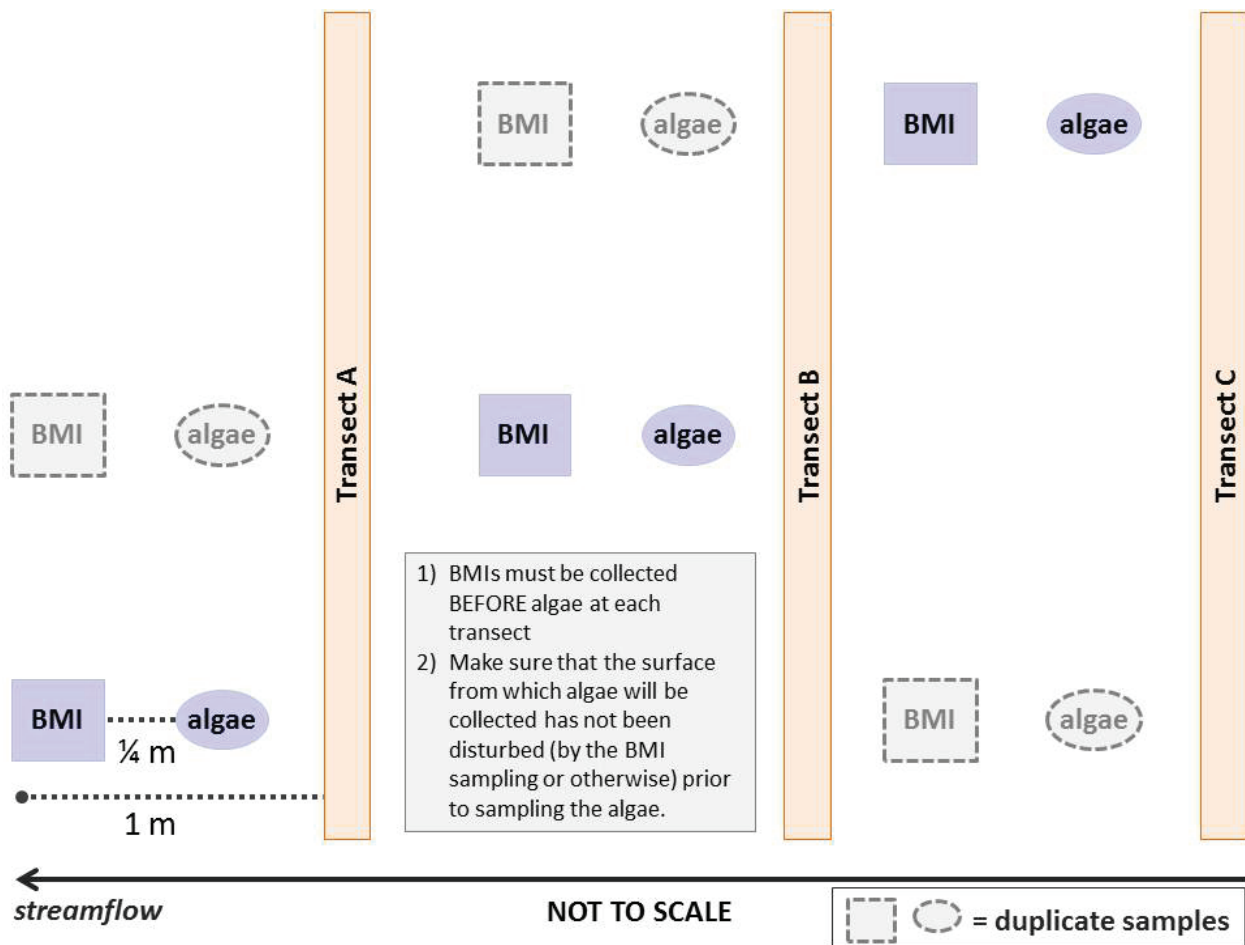 BMI algae BMI algae
Transect A
Transect B
Transect C
BMI algae BMI algae
1) BMIs must be collected
BEFORE algae at each
transect
2) Make sure that the surface
from which algae will be
collected has not been
disturbed (by the BMI
sampling or otherwise) prior
to sampling the algae.
BMI algae BMI algae
¼ m
1 m
streamflow NOT TO SCALE
= duplicate samples